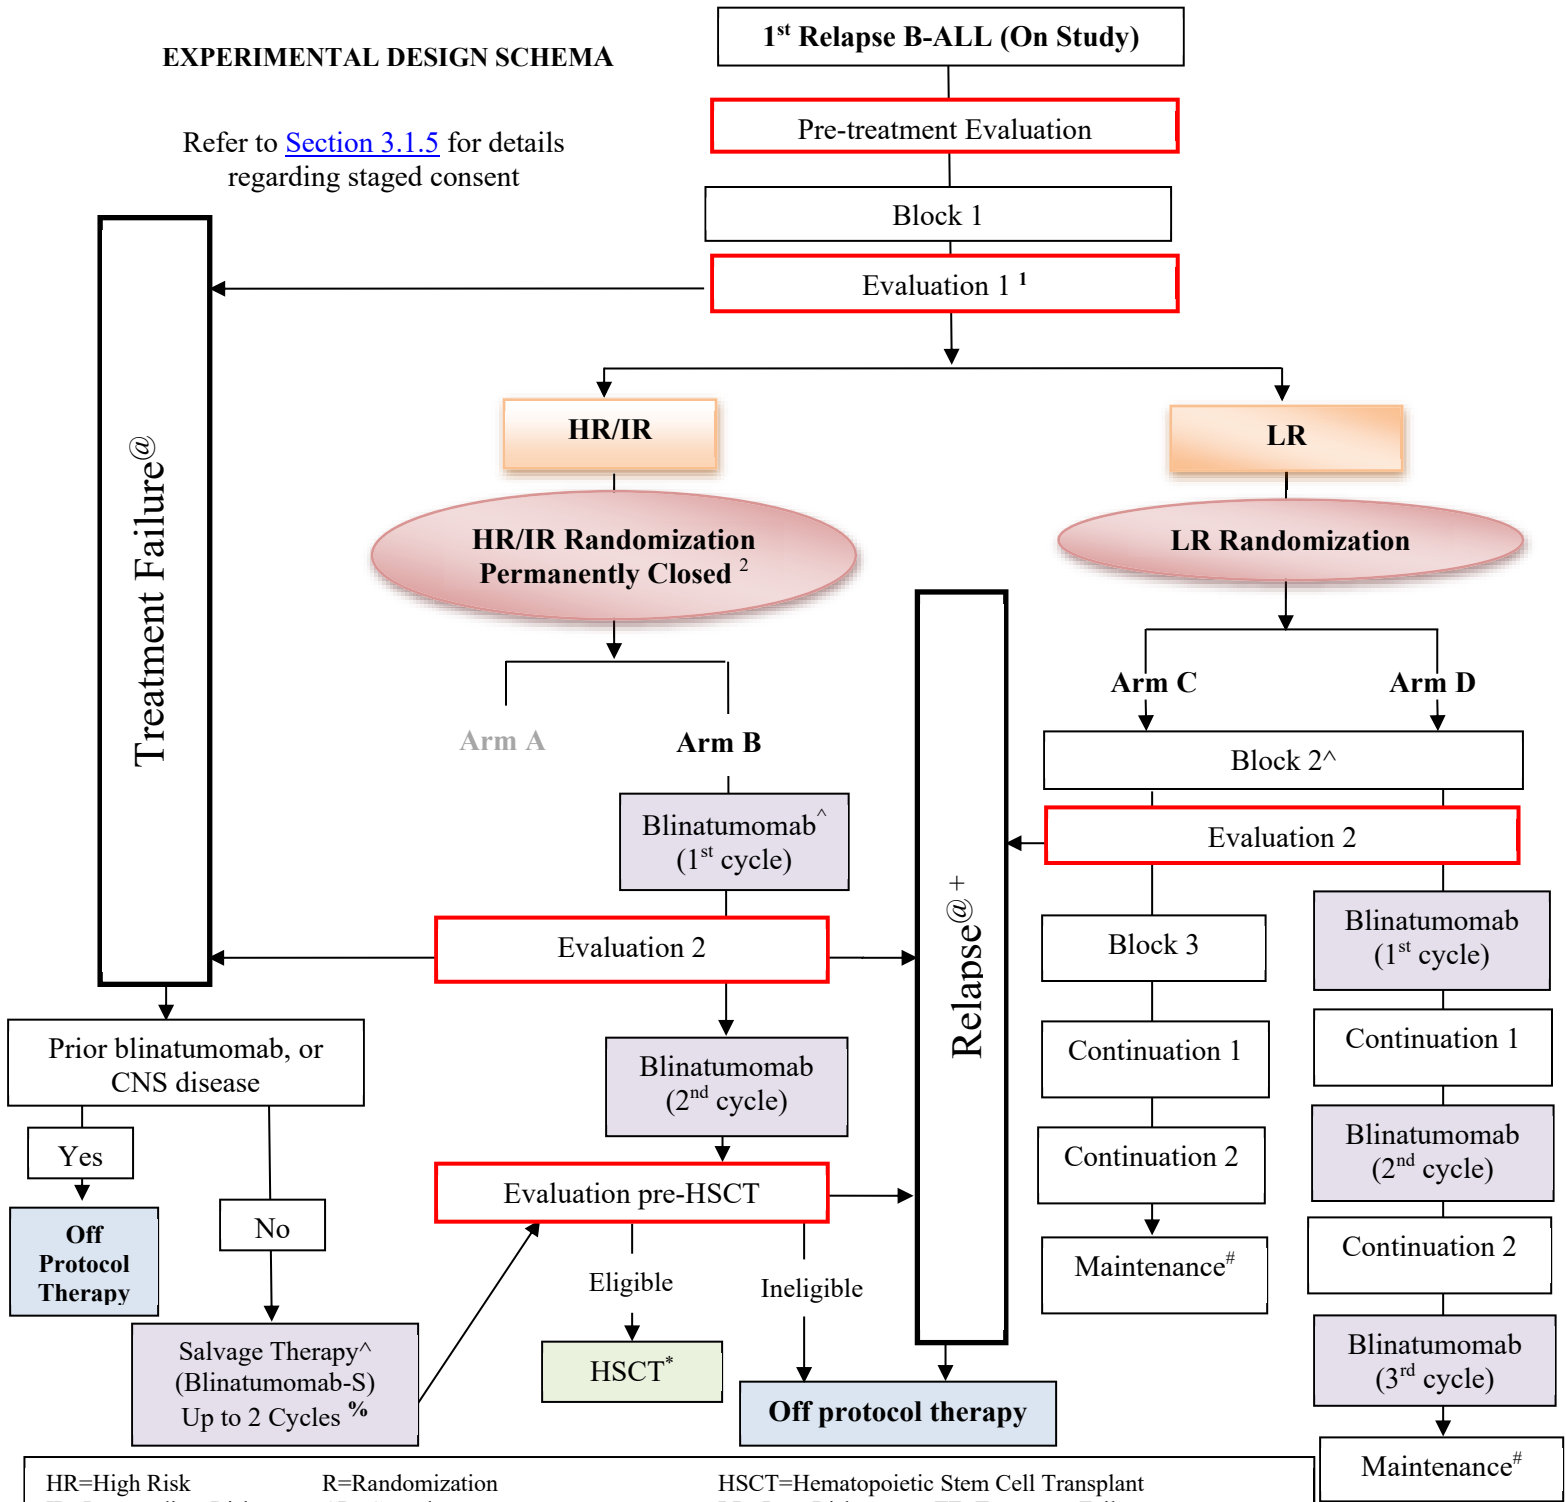 1st Relapse B-ALL (On Study)
EXPERIMENTAL DESIGN SCHEMA
Pre-treatment Evaluation
Refer to Section 3.1.5 for details
regarding staged consent
Block 1
Evaluation 1 1
Treatment Failure@
HR/IR
LR
HR/IR Randomization
Permanently Closed 2
LR Randomization
Arm A
Arm B
Arm C
Arm D
Block 2^
Blinatumomab^
(1st cycle)
Evaluation 2
Relapse@ +
Evaluation 2
Block 3
Blinatumomab
(1st cycle)
Prior blinatumomab, or
CNS disease
Blinatumomab
(2nd cycle)
Continuation 1
Continuation 1
Yes
No
Evaluation pre-HSCT
Continuation 2
Blinatumomab
(2nd cycle)
Off
Protocol
Therapy
Eligible
Ineligible
Maintenance#
Continuation 2
Salvage Therapy^
(Blinatumomab-S)
Up to 2 Cycles %
HSCT*
Off protocol therapy
Blinatumomab
(3rd cycle)
Maintenance#
HR=High Risk R=Randomization HSCT=Hematopoietic Stem Cell Transplant